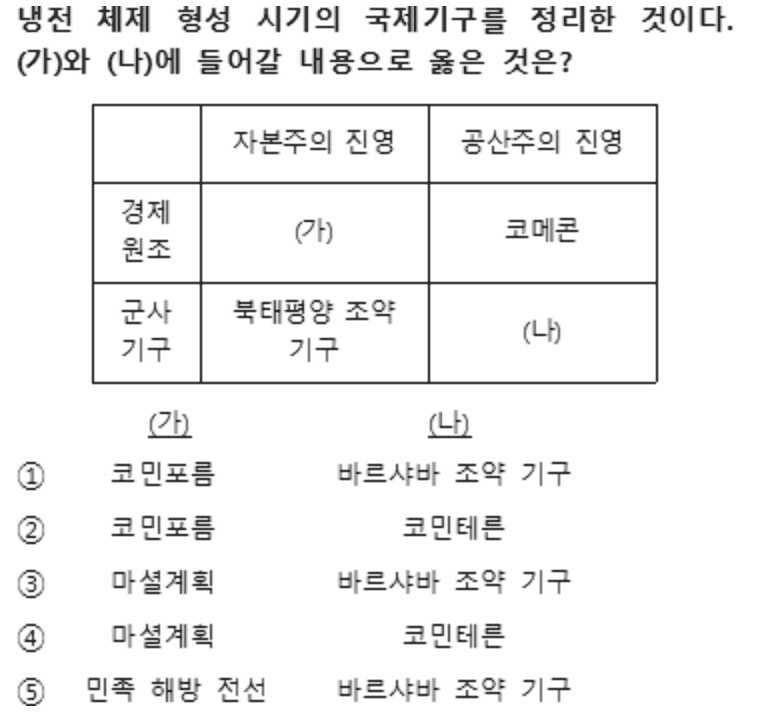 냉전 체제 형성 시기의 국제기구를 정리한 것이다.
(가)와 (나)에 들어갈 내용으로 옳은 것은?
자본주의 진영 공산주의 진영
경제
원조
(가)
코메콘
군사
기구
북태평양 조약
기구
(나)
(가) (나)
① 코민포름 바르샤바 조약 기구
② 코민포름 코민테른
③ 마셜계획 바르샤바 조약 기구
④ 마셜계획 코민테른
⑤ 민족 해방 전선 바르샤바 조약 기구